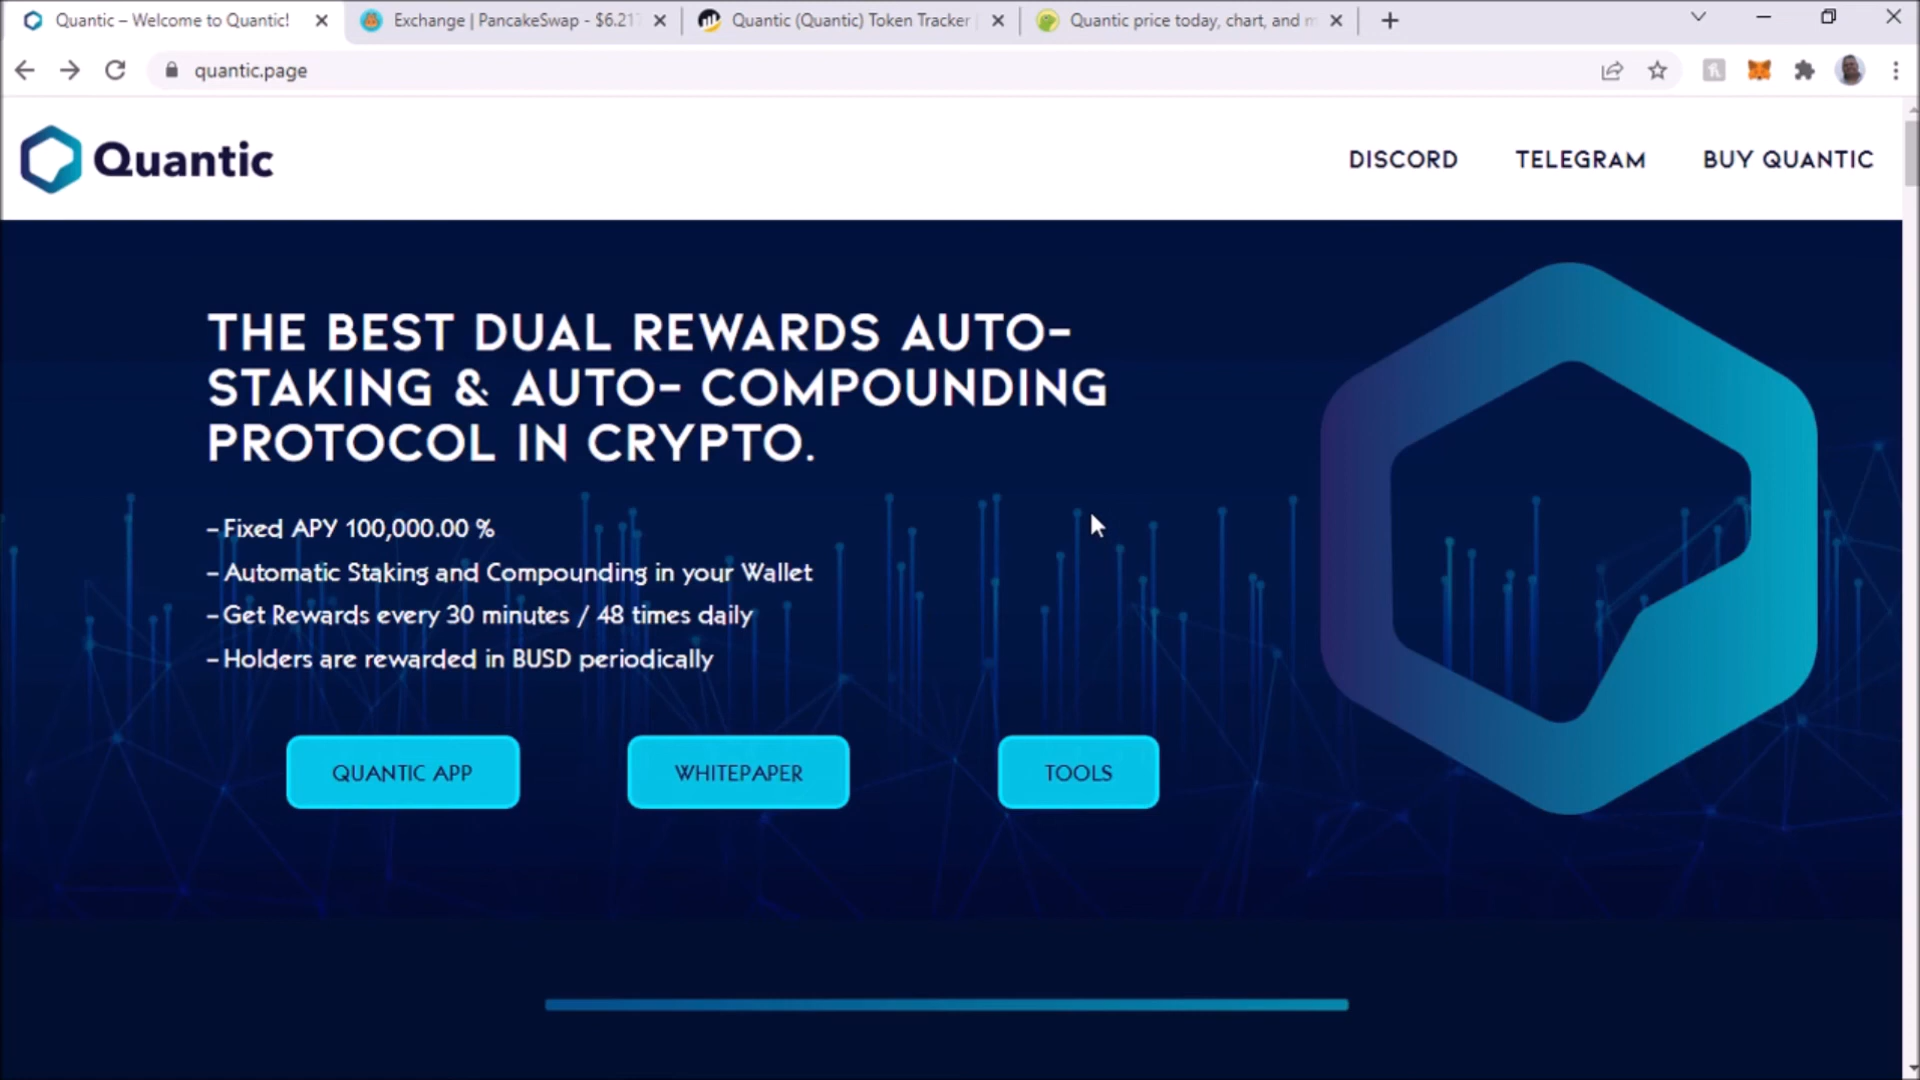 Quantic – Welcome to Quantic!
Exchange | PancakeSwap - $6.217
Quantic (Quantic) Token Tracker |
Quantic price today, chart, and m
quantic.page
Quantic
DISCORD
TELEGRAM
BUY QUANTIC
THE BEST DUAL REWARDS AUTO-
STAKING & AUTO- COMPOUNDING
PROTOCOL IN CRYPTO.
– Fixed APY 100,000.00 %
– Automatic Staking and Compounding in your Wallet
– Get Rewards every 30 minutes / 48 times daily
– Holders are rewarded in BUSD periodically
QUANTIC APP
WHITEPAPER
TOOLS